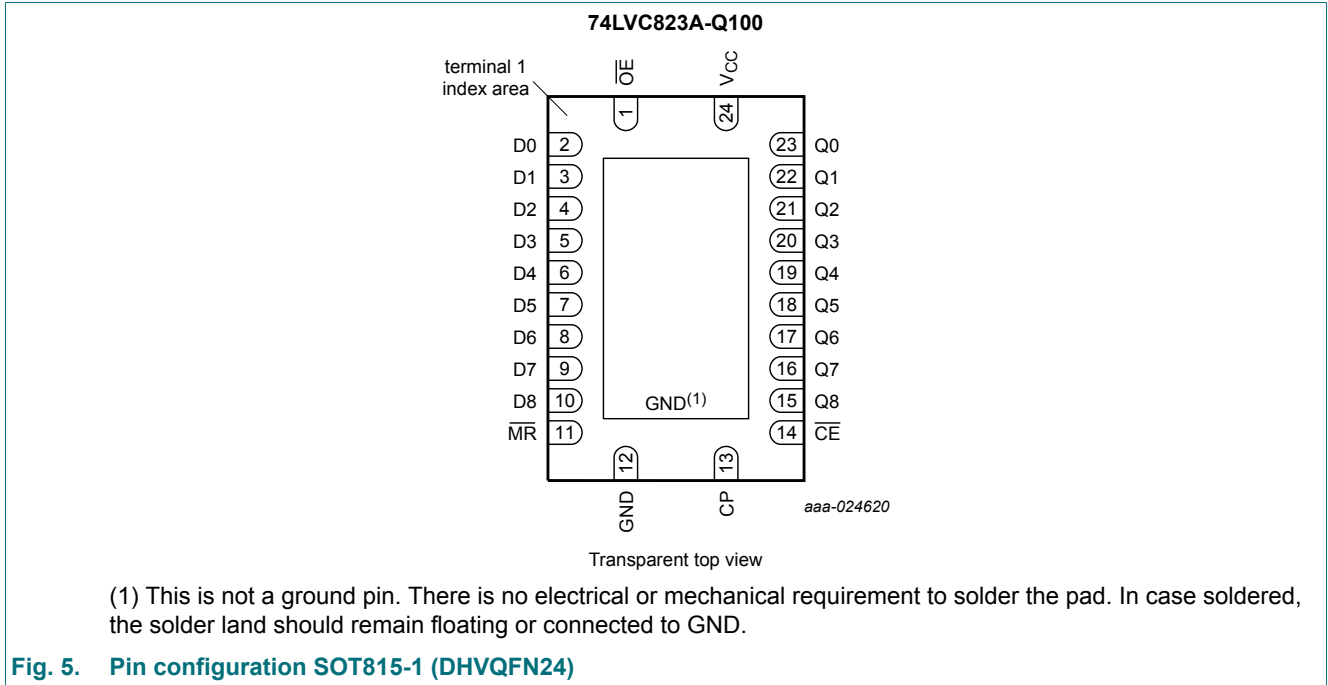 74LVC823A-Q100
terminal 1
index area
OE
VCC
1
24
D0 2
23 Q0
D1 3
22 Q1
D2 4
21 Q2
D3 5
20 Q3
D4 6
19 Q4
D5 7
18 Q5
D6 8
17 Q6
D7 9
16 Q7
D8 10
GND(1)
15 Q8
MR 11
14 CE
12
13
GND
CP
aaa-024620
Transparent top view
(1) This is not a ground pin. There is no electrical or mechanical requirement to solder the pad. In case soldered,
the solder land should remain floating or connected to GND.
Fig. 5. Pin configuration SOT815-1 (DHVQFN24)